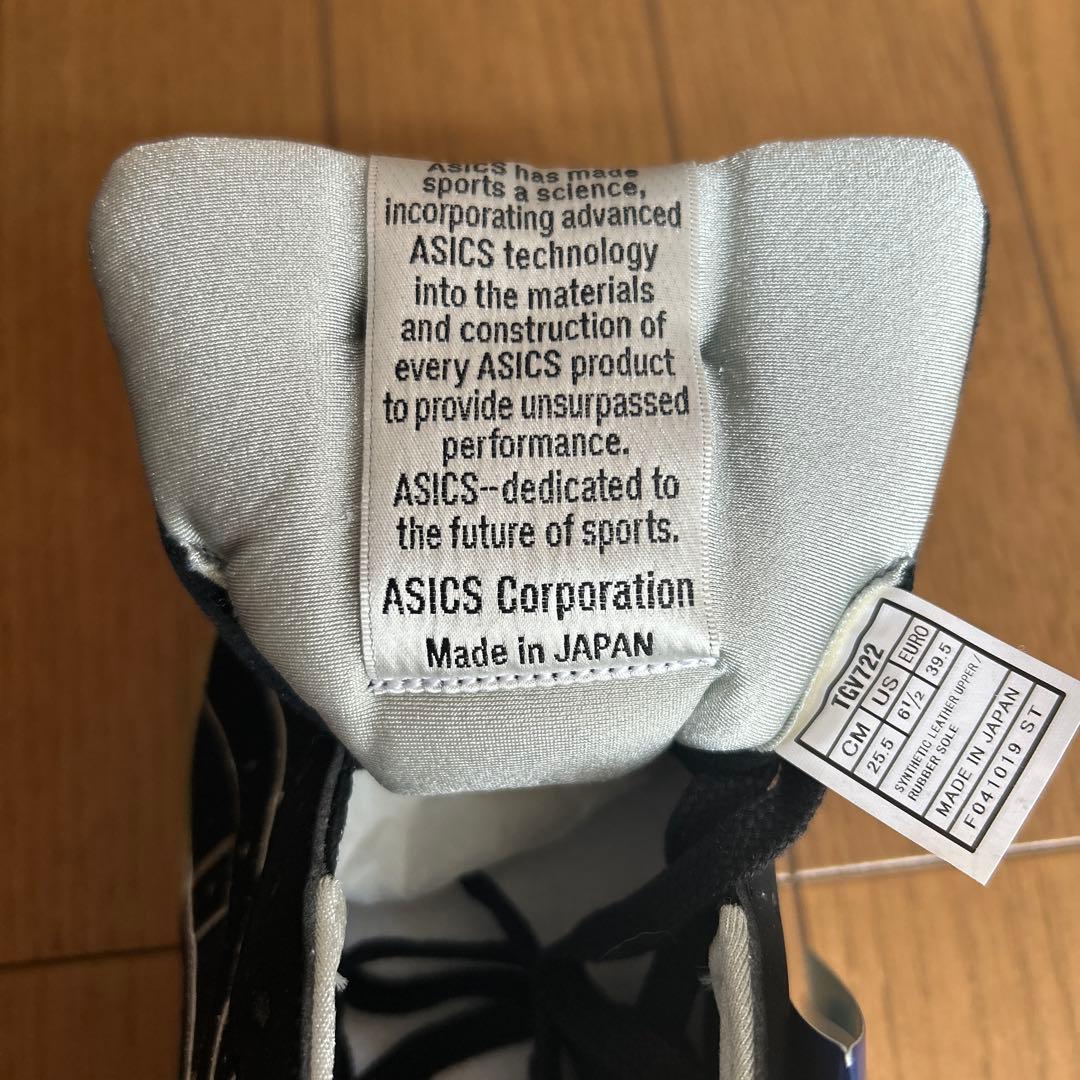 ASICS has made
sports a science,
incorporating advanced
ASICS technology
into the materials
and construction of
every ASICS product
to provide unsurpassed
performance.
ASICS--dedicated to
the future of sports.
ASICS Corporation
Made in JAPAN
TGV722
CM US EURO
25.5 6½ 39.5
SYNTHETIC LEATHER UPPER /
RUBBER SOLE
MADE IN JAPAN
F041019 ST